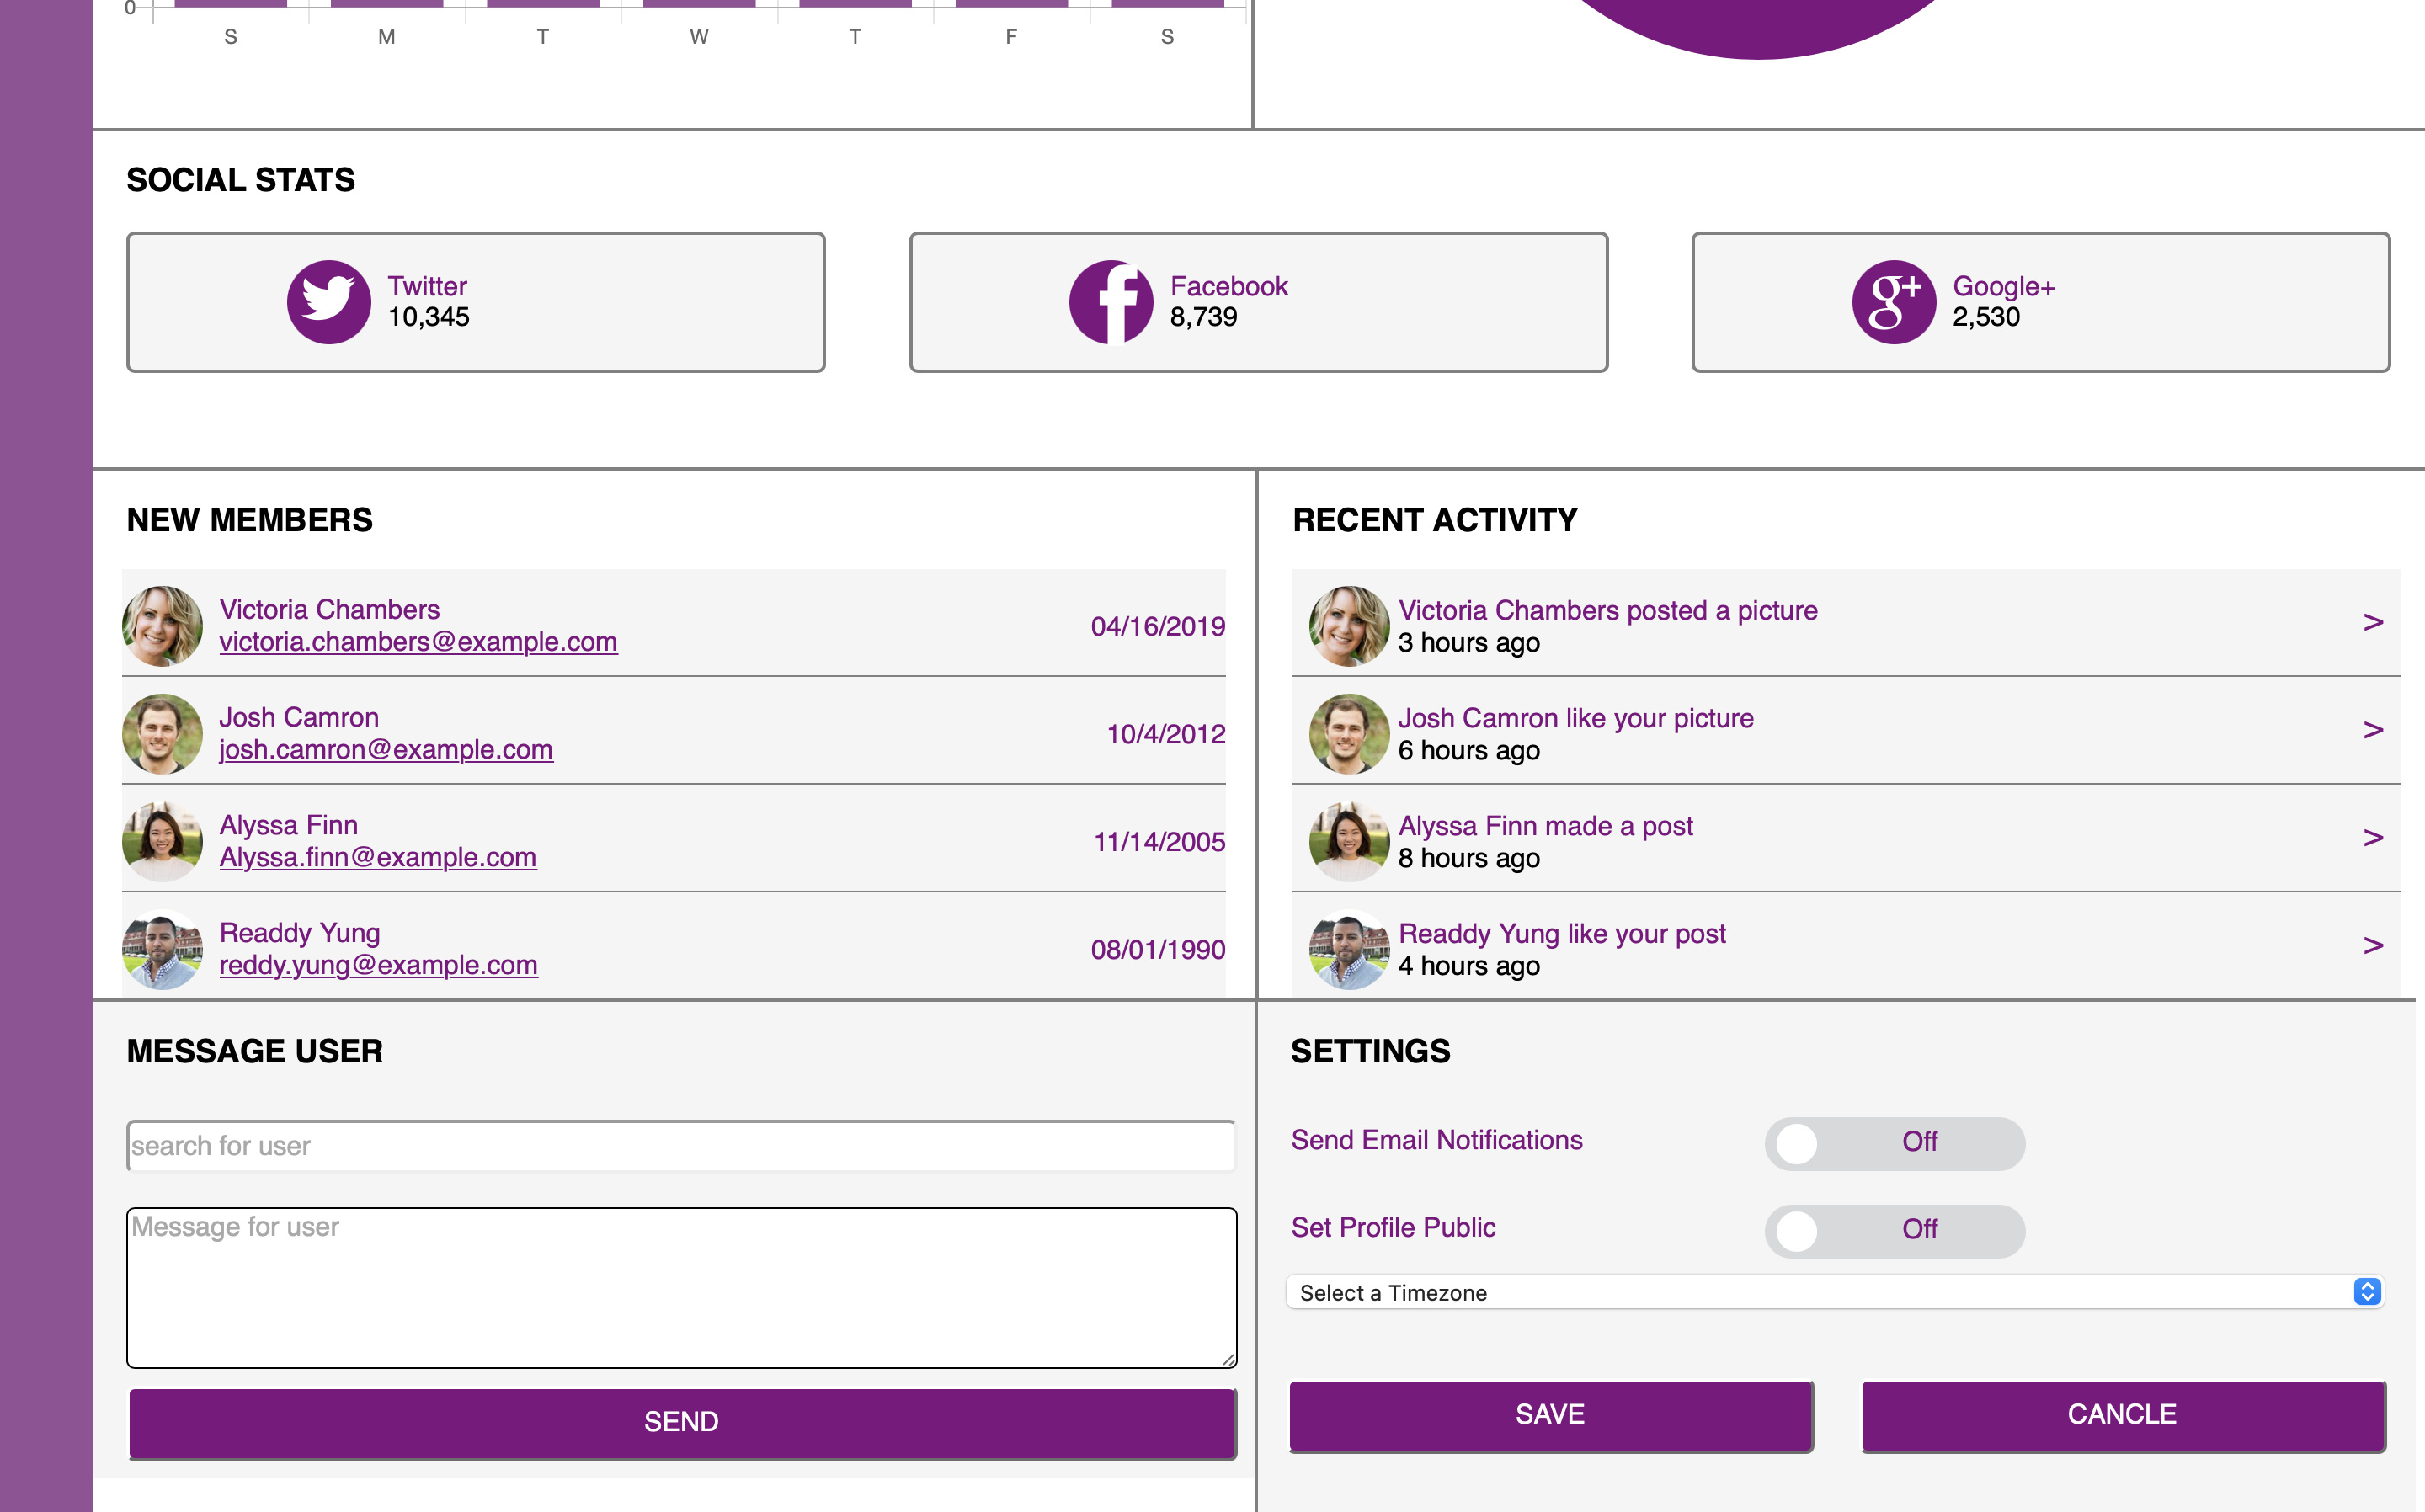 0
S M T W T F S
SOCIAL STATS
Twitter
10,345
Facebook
8,739
Google+
2,530
NEW MEMBERS
Victoria Chambers
victoria.chambers@example.com
04/16/2019
Josh Camron
josh.camron@example.com
10/4/2012
Alyssa Finn
Alyssa.finn@example.com
11/14/2005
Readdy Yung
reddy.yung@example.com
08/01/1990
RECENT ACTIVITY
Victoria Chambers posted a picture
3 hours ago
>
Josh Camron like your picture
6 hours ago
>
Alyssa Finn made a post
8 hours ago
>
Readdy Yung like your post
4 hours ago
>
MESSAGE USER
search for user
Message for user
SEND
SETTINGS
Send Email Notifications
Off
Set Profile Public
Off
Select a Timezone
SAVE
CANCLE